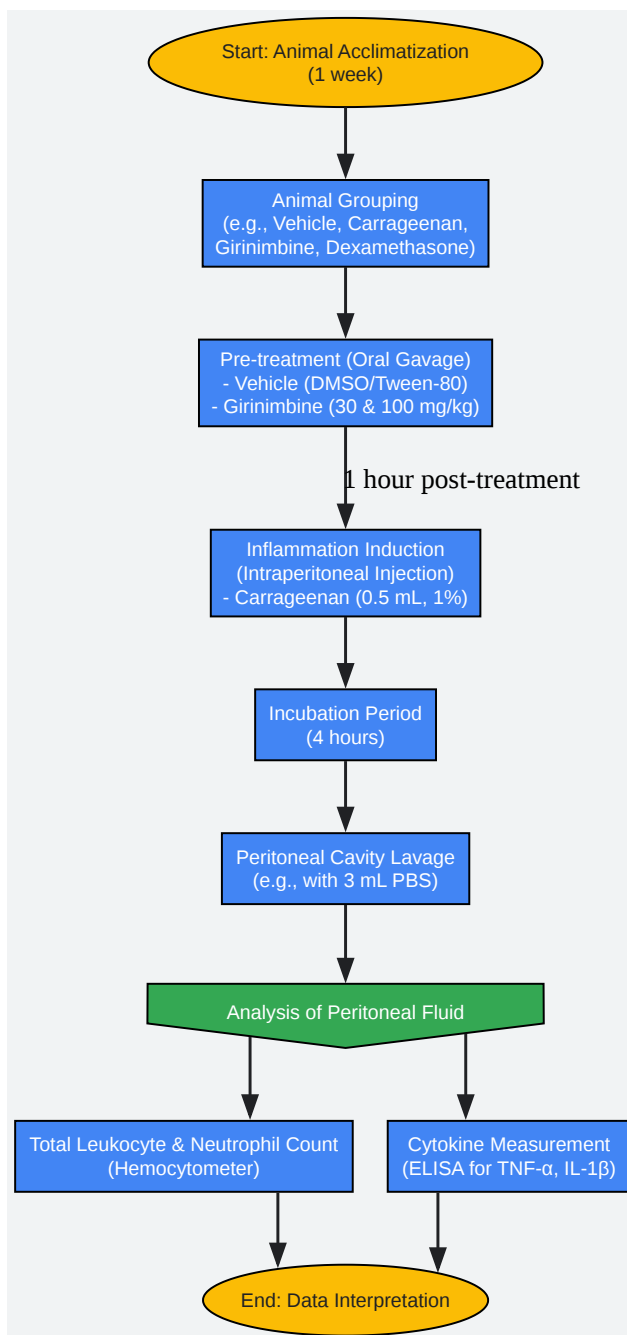 Start: Animal Acclimatization
(1 week)
Animal Grouping
(e.g., Vehicle, Carrageenan,
Girinimbine, Dexamethasone)
Pre-treatment (Oral Gavage)
- Vehicle (DMSO/Tween-80)
- Girinimbine (30 & 100 mg/kg)
1 hour post-treatment
Inflammation Induction
(Intraperitoneal Injection)
- Carrageenan (0.5 mL, 1%)
Incubation Period
(4 hours)
Peritoneal Cavity Lavage
(e.g., with 3 mL PBS)
Analysis of Peritoneal Fluid
Total Leukocyte & Neutrophil Count
(Hemocytometer)
Cytokine Measurement
(ELISA for TNF-α, IL-1β)
End: Data Interpretation